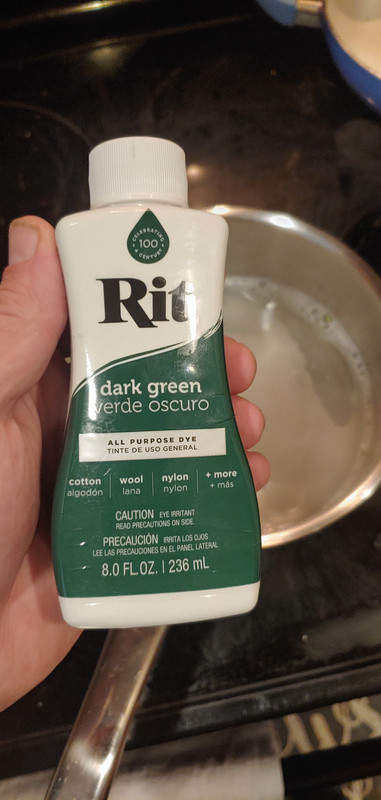 CELEBRATING
100
A CENTURY
Rit
dark green
verde oscuro
ALL PURPOSE DYE
TINTE DE USO GENERAL
cotton wool nylon + more
algodón lana nylon + más
CAUTION EYE IRRITANT
READ PRECAUTIONS ON SIDE.
PRECAUCIÓN IRRITA LOS OJOS
LEE LAS PRECAUCIONES EN EL PANEL LATERAL
8.0 FL.OZ. | 236 mL